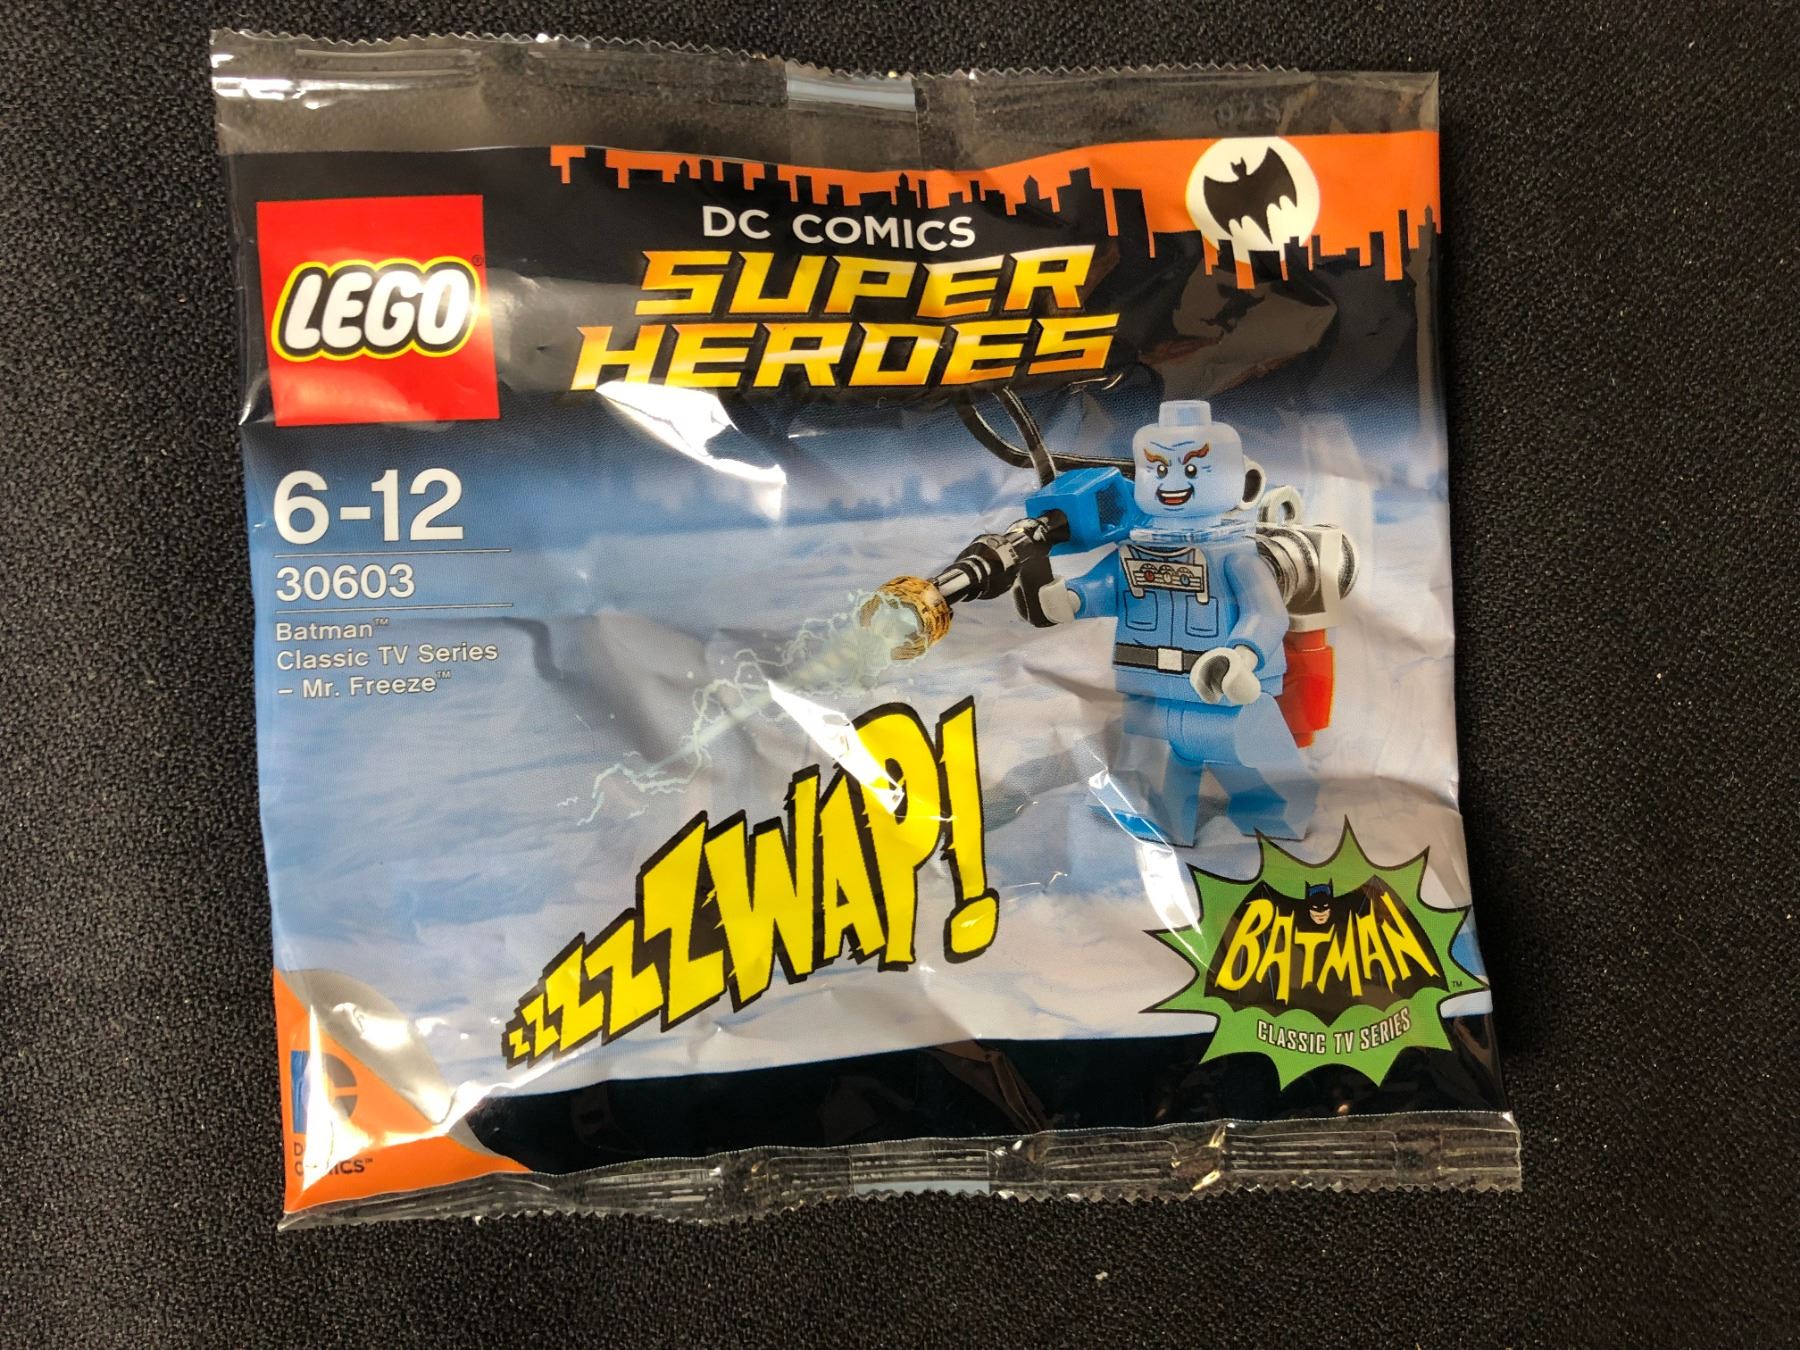 DC COMICS
SUPER
HEROES
LEGO®
6-12
30603
Batman™
Classic TV Series
– Mr. Freeze™
zzzzZWAP!
BATMAN™
CLASSIC TV SERIES